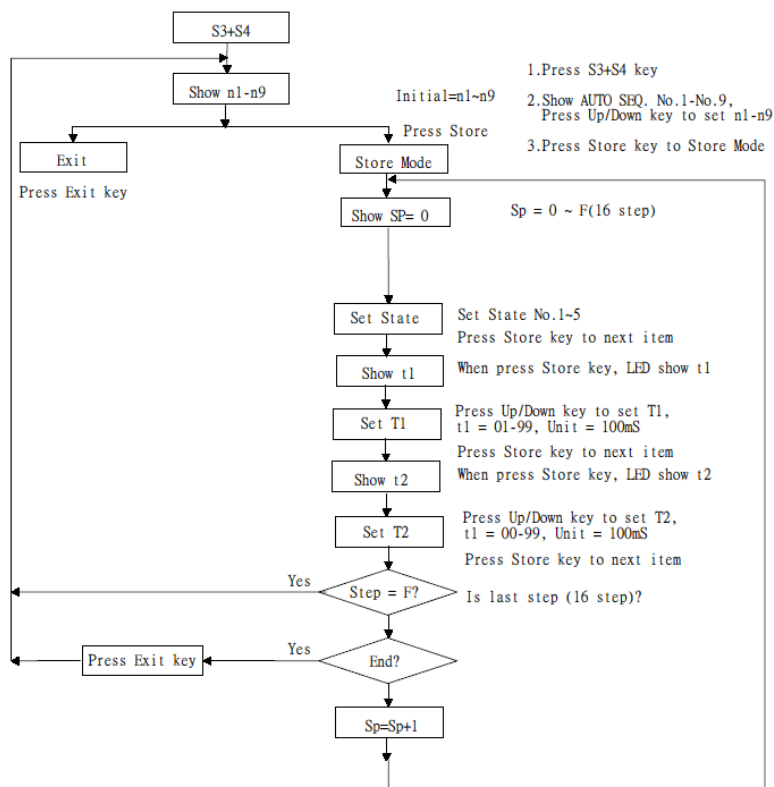 S3+S4
1.Press S3+S4 key
Show n1-n9
Initial=n1~n9
2.Show AUTO SEQ. No.1-No.9,
Press Up/Down key to set n1-n9
Press Store
3.Press Store key to Store Mode
Exit
Store Mode
Press Exit key
Show SP= 0
Sp = 0 ~ F(16 step)
Set State
Set State No.1~5
Press Store key to next item
Show t1
When press Store key, LED show t1
Set T1
Press Up/Down key to set T1,
t1 = 01-99, Unit = 100mS
Press Store key to next item
Show t2
When press Store key, LED show t2
Set T2
Press Up/Down key to set T2,
t1 = 00-99, Unit = 100mS
Press Store key to next item
Yes
Step = F?
Is last step (16 step)?
Yes
Press Exit key
End?
Sp=Sp+1